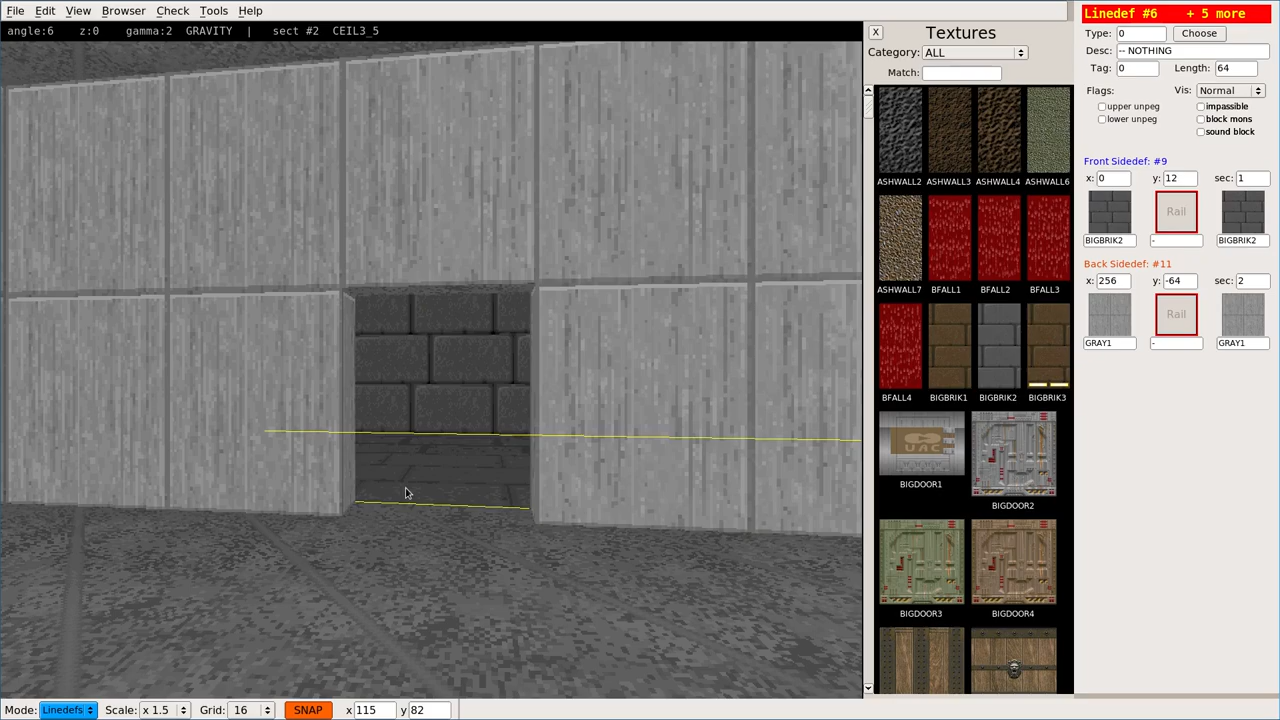 File Edit View Browser Check Tools Help
angle:6 z:0 gamma:2 GRAVITY | sect #2 CEIL3_5
X Textures
Category: ALL
Match:
ASHWALL2 ASHWALL3 ASHWALL4 ASHWALL6
ASHWALL7 BFALL1 BFALL2 BFALL3
BFALL4 BIGBRIK1 BIGBRIK2 BIGBRIK3
UAC
BIGDOOR1 BIGDOOR2
BIGDOOR3 BIGDOOR4
Linedef #6 + 5 more
Type: 0 Choose
Desc: -- NOTHING
Tag: 0 Length: 64
Flags: Vis: Normal
upper unpeg impassible
lower unpeg block mons
sound block
Front Sidedef: #9
x: 0 y: 12 sec: 1
Rail
BIGBRIK2 - BIGBRIK2
Back Sidedef: #11
x: 256 y: -64 sec: 2
Rail
GRAY1 - GRAY1
Mode: Linedefs Scale: x 1.5 Grid: 16 SNAP x 115 y 82